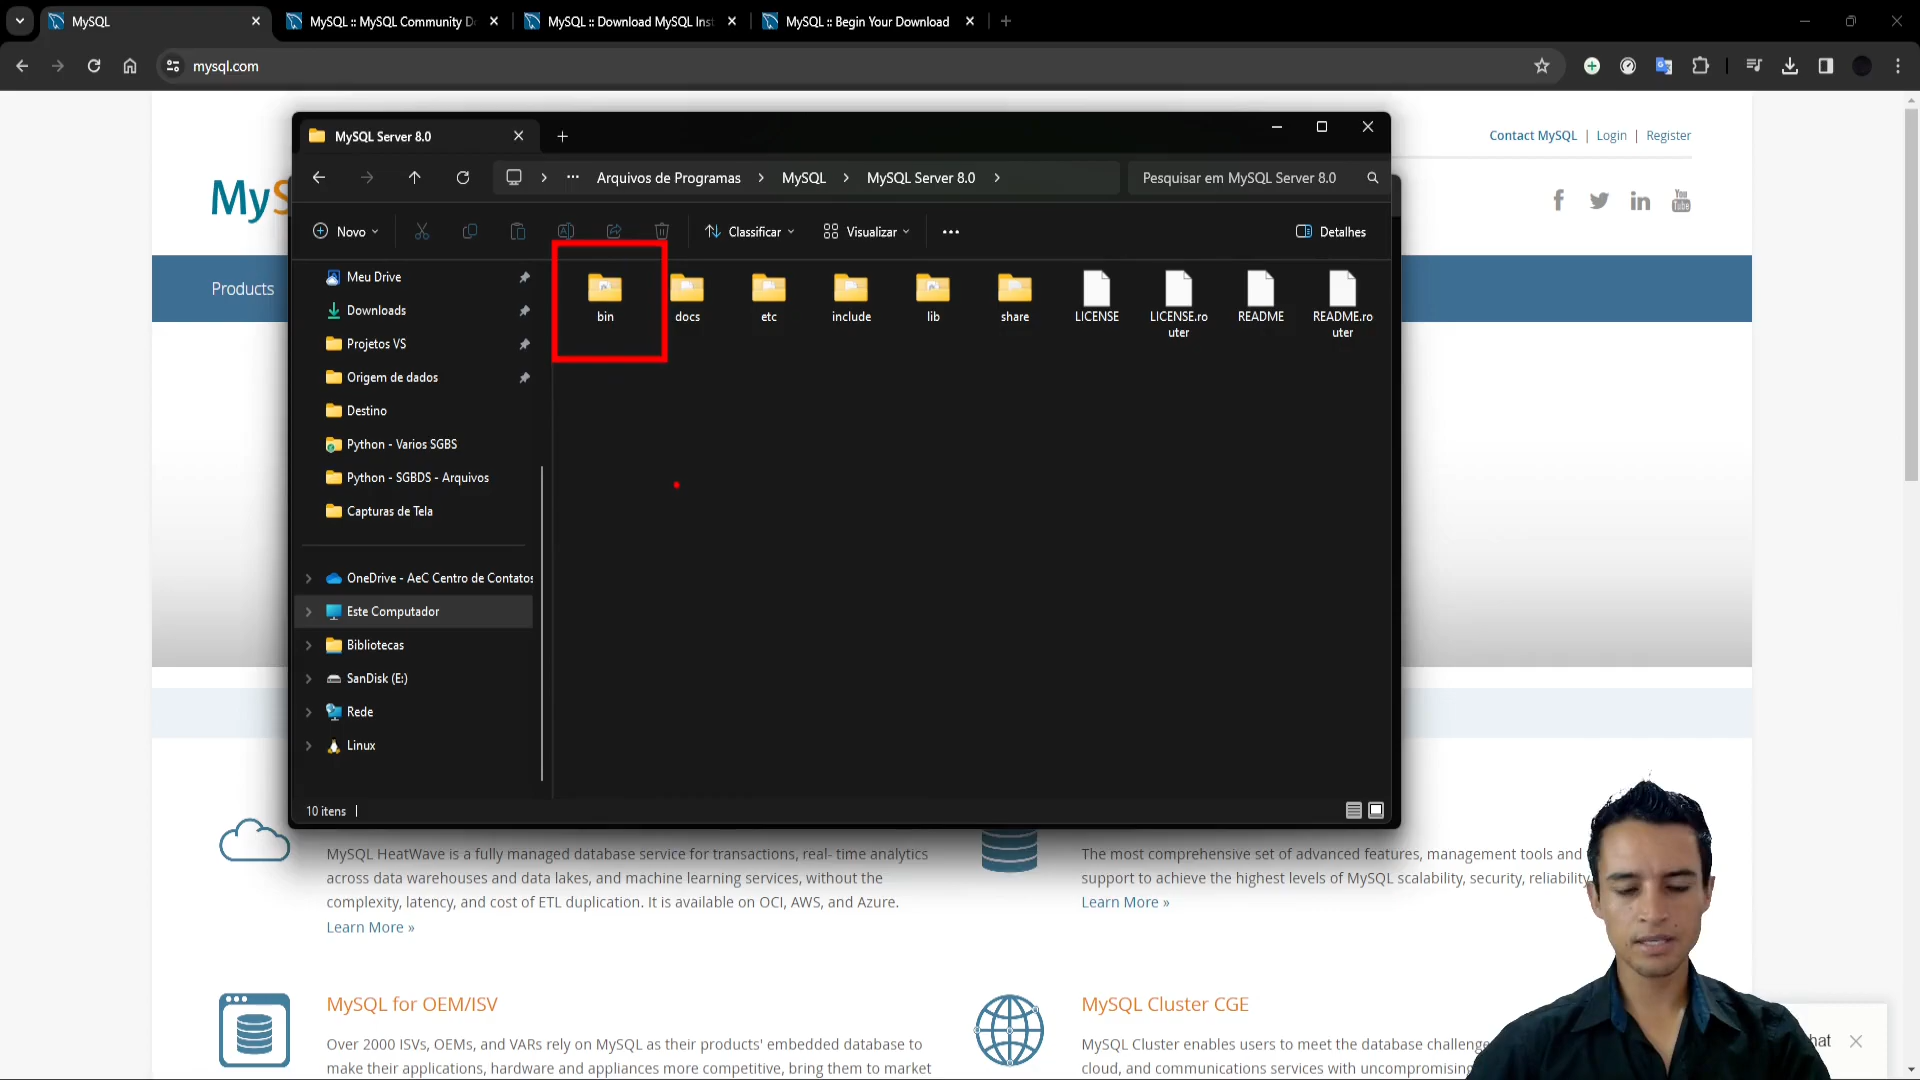 MySQL
MySQL :: MySQL Community D
MySQL :: Download MySQL Inst
MySQL :: Begin Your Download
mysql.com
Contact MySQL | Login | Register
MyS
Products
MySQL Server 8.0
Arquivos de Programas > MySQL > MySQL Server 8.0 >
Pesquisar em MySQL Server 8.0
Novo
Classificar
Visualizar
Detalhes
Meu Drive
Downloads
Projetos VS
Origem de dados
Destino
Python - Varios SGBS
Python - SGBDS - Arquivos
Capturas de Tela
OneDrive - AeC Centro de Contatos
Este Computador
Bibliotecas
SanDisk (E:)
Rede
Linux
bin
docs
etc
include
lib
share
LICENSE
LICENSE.ro
uter
README
README.ro
uter
10 itens
MySQL HeatWave is a fully managed database service for transactions, real- time analytics
across data warehouses and data lakes, and machine learning services, without the
complexity, latency, and cost of ETL duplication. It is available on OCI, AWS, and Azure.
Learn More »
The most comprehensive set of advanced features, management tools and
support to achieve the highest levels of MySQL scalability, security, reliability,
Learn More »
MySQL for OEM/ISV
Over 2000 ISVs, OEMs, and VARs rely on MySQL as their products' embedded database to
make their applications, hardware and appliances more competitive, bring them to market
MySQL Cluster CGE
MySQL Cluster enables users to meet the database challenge
cloud, and communications services with uncompromising
hat